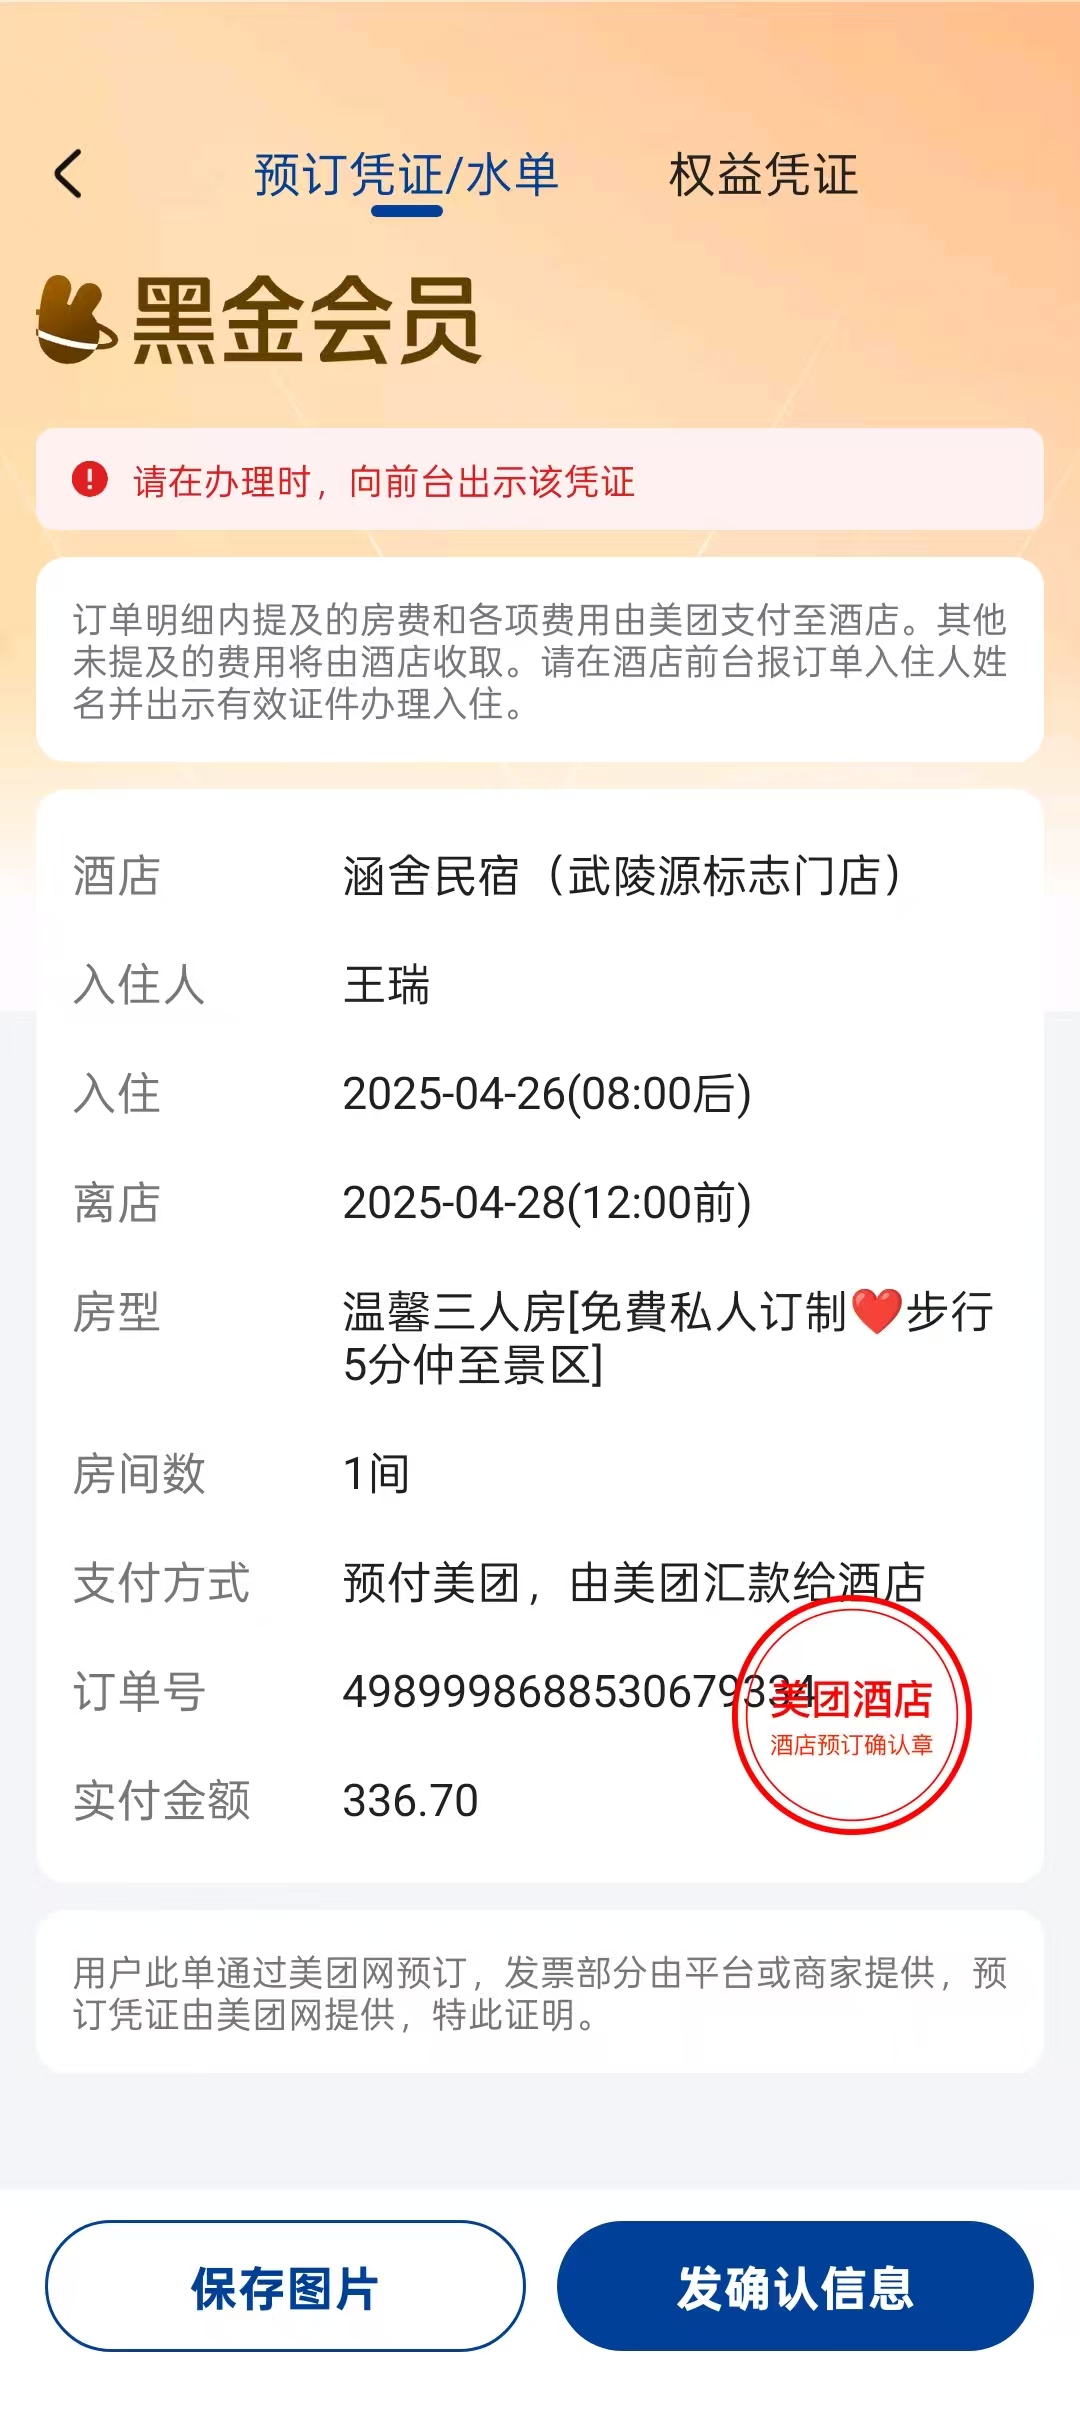 预订凭证/水单
权益凭证
黑金会员
请在办理时，向前台出示该凭证
订单明细内提及的房费和各项费用由美团支付至酒店。其他
未提及的费用将由酒店收取。请在酒店前台报订单入住人姓
名并出示有效证件办理入住。
酒店 涵舍民宿（武陵源标志门店）
入住人 王瑞
入住 2025-04-26(08:00后)
离店 2025-04-28(12:00前)
房型 温馨三人房[免費私人订制❤️步行
5分仲至景区]
房间数 1间
支付方式 预付美团，由美团汇款给酒店
订单号 4989998688530679334
美团酒店
酒店预订确认章
实付金额 336.70
用户此单通过美团网预订，发票部分由平台或商家提供，预
订凭证由美团网提供，特此证明。
保存图片
发确认信息